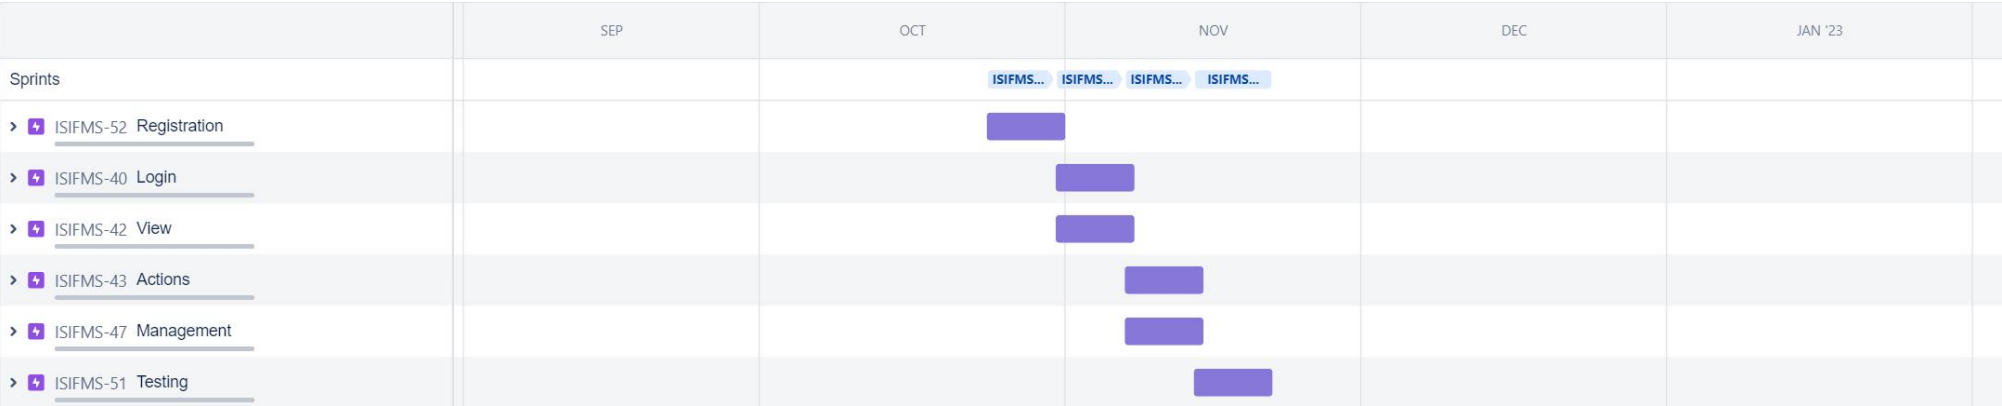 SEP OCT NOV DEC JAN '23
Sprints ISIFMS... ISIFMS... ISIFMS... ISIFMS...
ISIFMS-52 Registration
ISIFMS-40 Login
ISIFMS-42 View
ISIFMS-43 Actions
ISIFMS-47 Management
ISIFMS-51 Testing